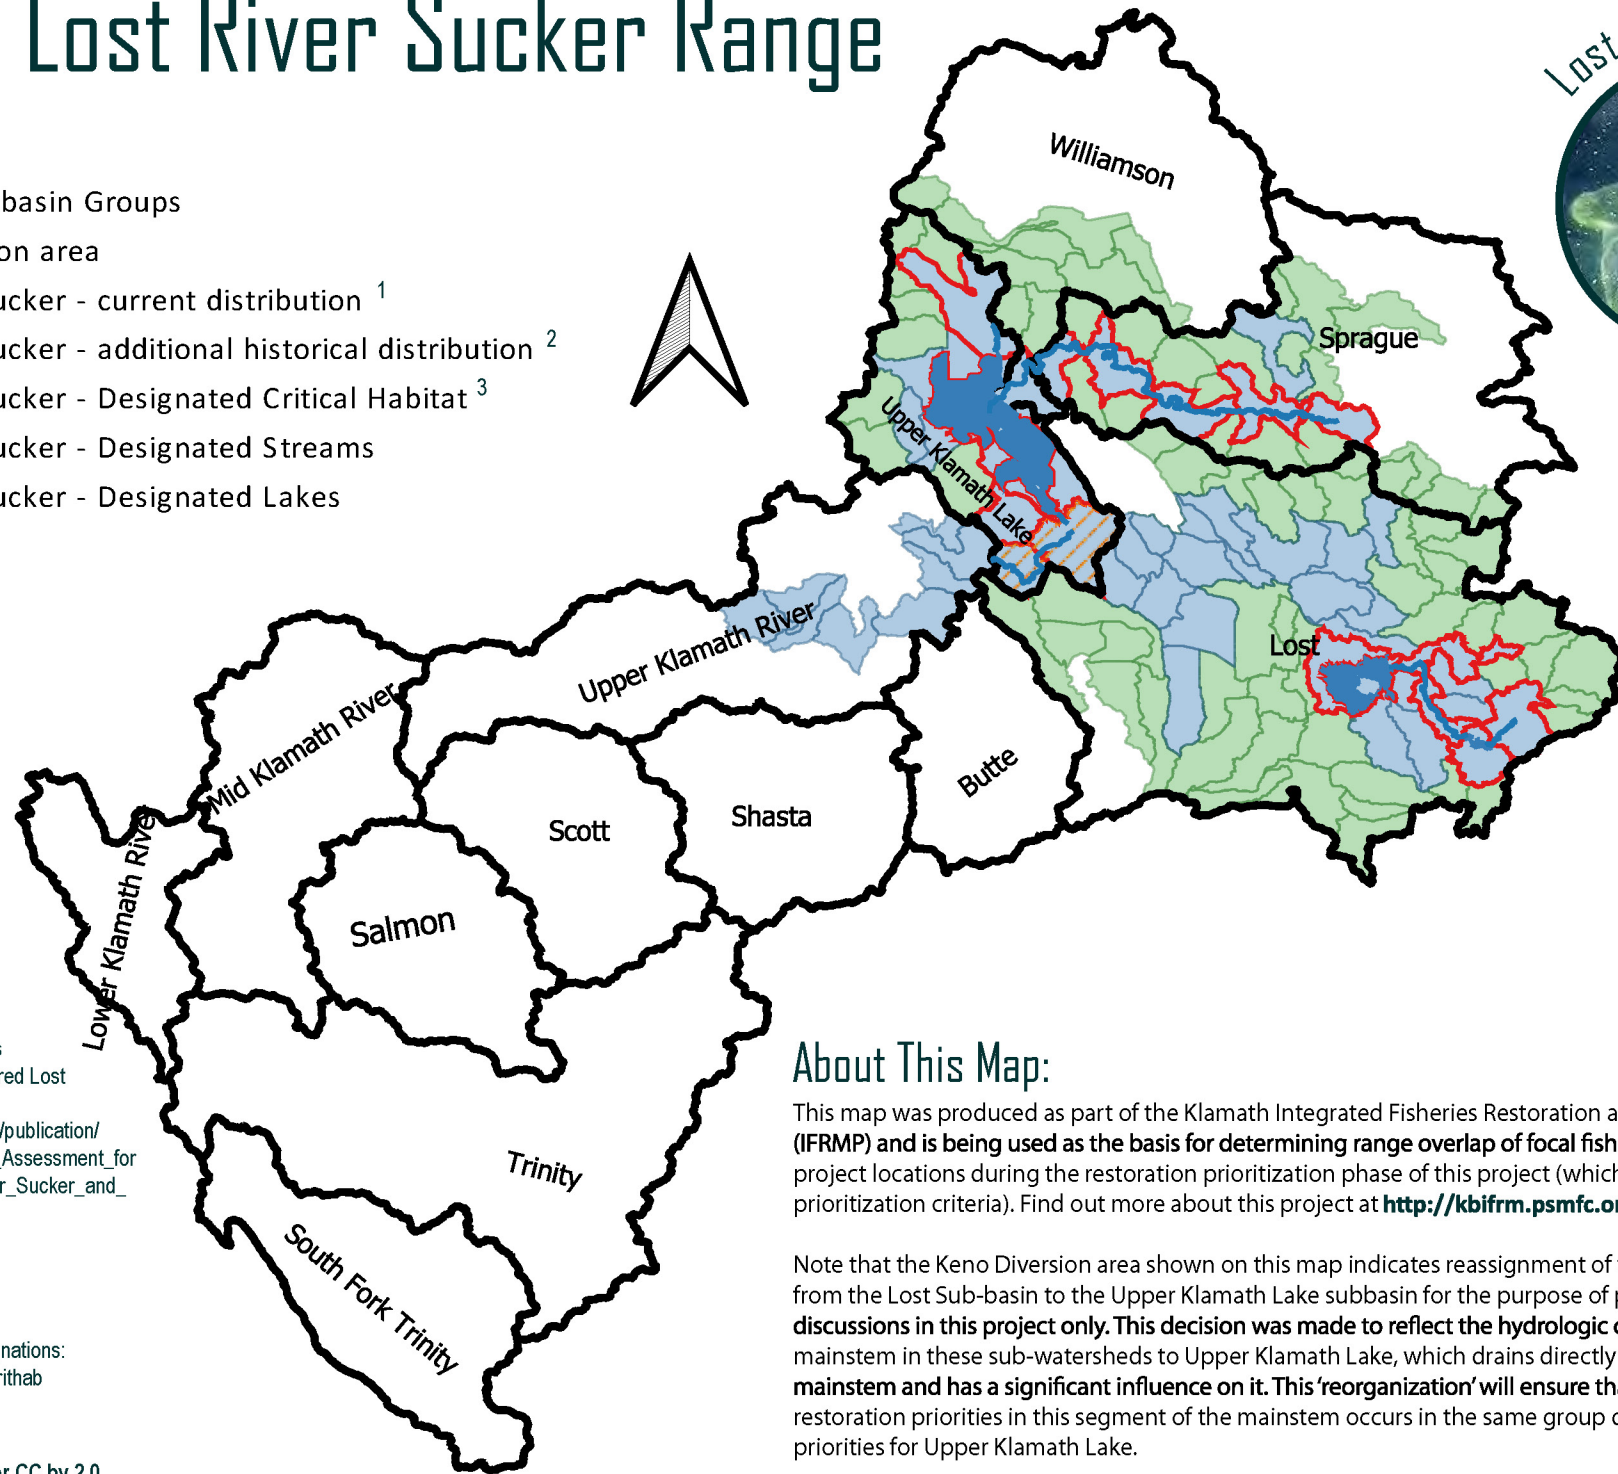 Lost River Sucker Range
Lost
basin Groups
on area
ucker - current distribution 1
ucker - additional historical distribution 2
ucker - Designated Critical Habitat 3
ucker - Designated Streams
ucker - Designated Lakes
Williamson
Sprague
Upper Klamath Lake
Lost
Upper Klamath River
Mid Klamath River
Butte
Shasta
Scott
Salmon
Lower Klamath River
Trinity
South Fork Trinity
s
red Lost
/publication/
_Assessment_for
r_Sucker_and_
nations:
rithab
or CC by 2.0
About This Map:
This map was produced as part of the Klamath Integrated Fisheries Restoration a
(IFRMP) and is being used as the basis for determining range overlap of focal fish
project locations during the restoration prioritization phase of this project (which
prioritization criteria). Find out more about this project at http://kbifrm.psmfc.or
Note that the Keno Diversion area shown on this map indicates reassignment of
from the Lost Sub-basin to the Upper Klamath Lake subbasin for the purpose of p
discussions in this project only. This decision was made to reflect the hydrologic c
mainstem in these sub-watersheds to Upper Klamath Lake, which drains directly
mainstem and has a significant influence on it. This 'reorganization' will ensure tha
restoration priorities in this segment of the mainstem occurs in the same group o
priorities for Upper Klamath Lake.